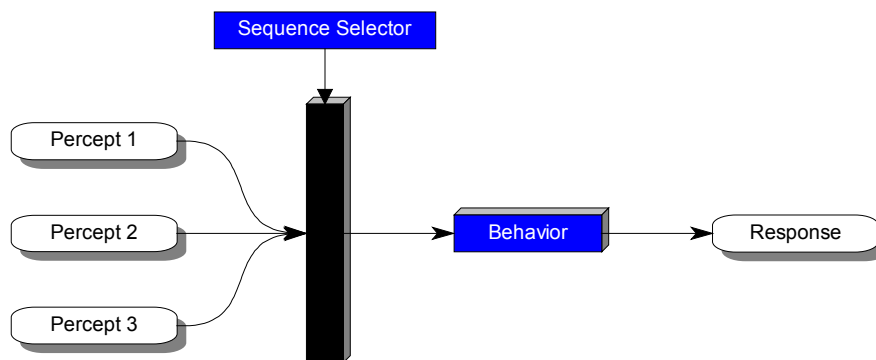 Sequence Selector
Percept 1
Percept 2
Behavior
Response
Percept 3